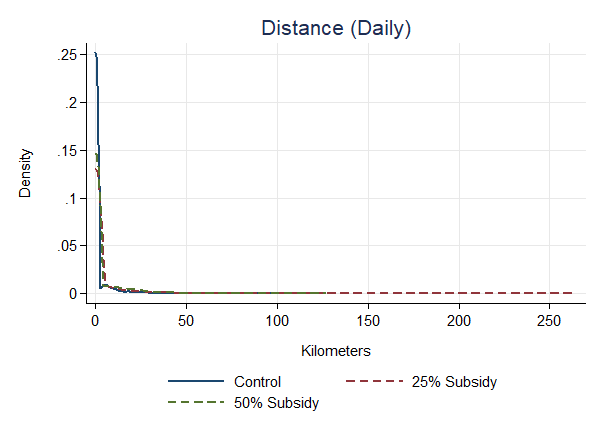 Distance (Daily)
.25
.2
.15
.1
.05
0
Density
0 50 100 150 200 250
Kilometers
Control 25% Subsidy
50% Subsidy